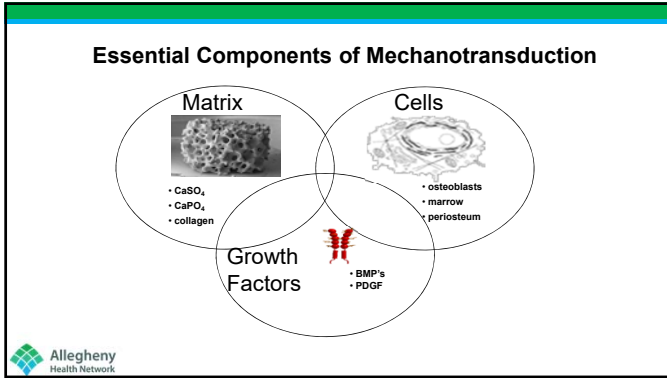 Essential Components of Mechanotransduction
Matrix
• CaSO₄
• CaPO₄
• collagen
Cells
• osteoblasts
• marrow
• periosteum
Growth
Factors
• BMP's
• PDGF
Allegheny
Health Network